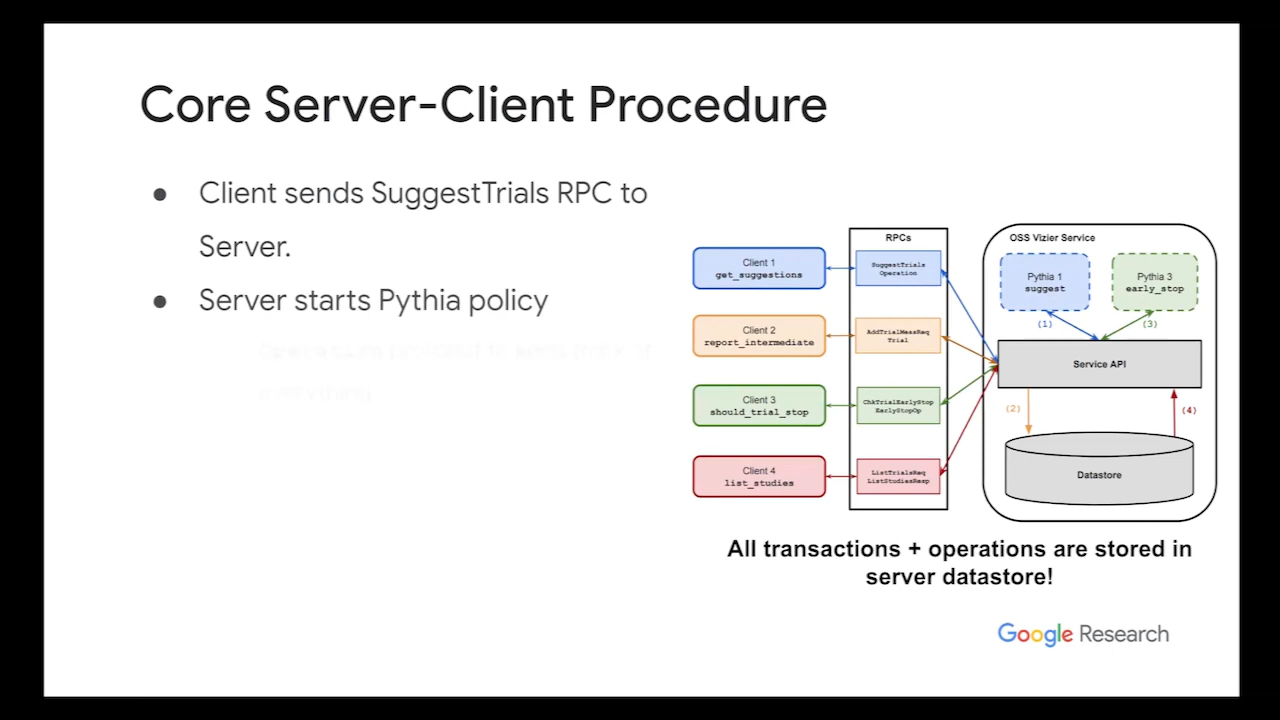 Core Server-Client Procedure
● Client sends SuggestTrials RPC to
Server.
● Server starts Pythia policy
RPCs
OSS Vizier Service
Client 1
get_suggestions
SuggestTrials
Operation
Pythia 1
suggest
Pythia 3
early_stop
(1)
(3)
Client 2
report_intermediate
AddTrialMeasReq
Trial
Service API
Client 3
should_trial_stop
ChkTrialEarlyStop
EarlyStopOp
(2)
(4)
Client 4
list_studies
ListTrialsReq
ListStudiesResp
Datastore
All transactions + operations are stored in
server datastore!
Google Research